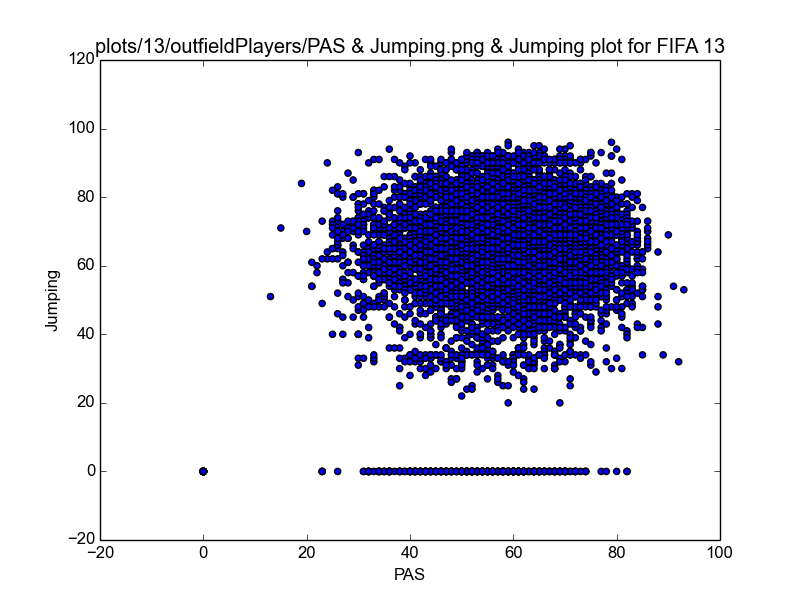 plots/13/outfieldPlayers/PAS & Jumping.png & Jumping plot for FIFA 13
120
100
80
60
40
20
0
−20
Jumping
−20 0 20 40 60 80 100
PAS